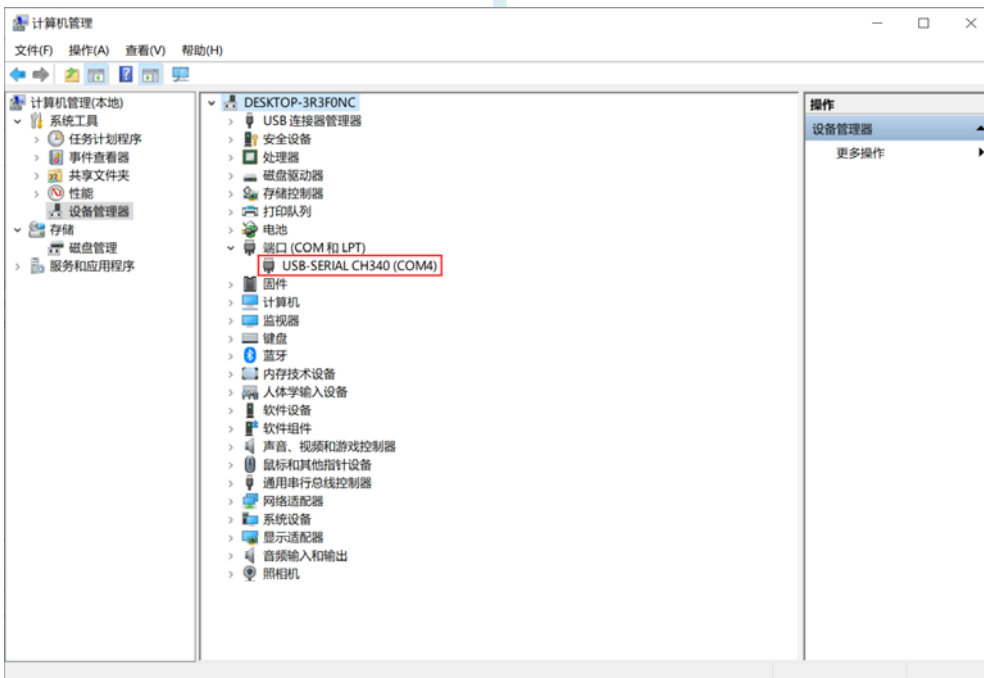 计算机管理
文件(F) 操作(A) 查看(V) 帮助(H)
计算机管理(本地)
系统工具
任务计划程序
事件查看器
共享文件夹
性能
设备管理器
存储
磁盘管理
服务和应用程序
DESKTOP-3R3F0NC
USB 连接器管理器
安全设备
处理器
磁盘驱动器
存储控制器
打印队列
电池
端口 (COM 和 LPT)
USB-SERIAL CH340 (COM4)
固件
计算机
监视器
键盘
蓝牙
内存技术设备
人体学输入设备
软件设备
软件组件
声音、视频和游戏控制器
鼠标和其他指针设备
通用串行总线控制器
网络适配器
系统设备
显示适配器
音频输入和输出
照相机
操作
设备管理器
更多操作